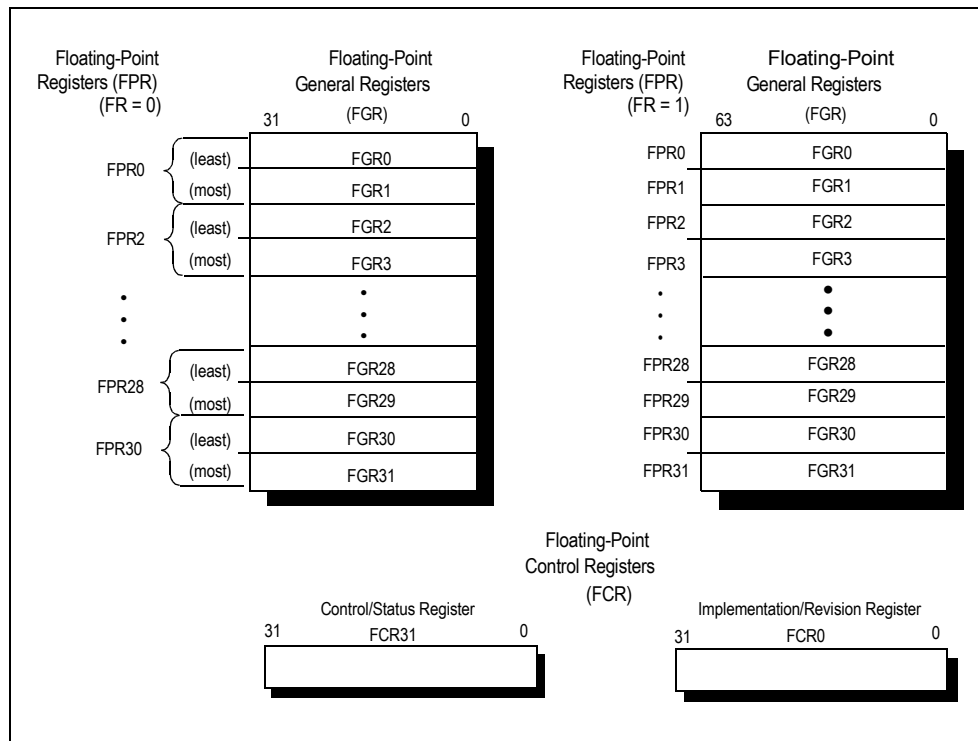 Floating-Point
Registers (FPR)
(FR = 0)
Floating-Point
General Registers
(FGR)
31 0
FPR0
(least)
FGR0
(most)
FGR1
FPR2
(least)
FGR2
(most)
FGR3
FPR28
(least)
FGR28
(most)
FGR29
FPR30
(least)
FGR30
(most)
FGR31
Floating-Point
Registers (FPR)
(FR = 1)
Floating-Point
General Registers
(FGR)
63 0
FPR0 FGR0
FPR1 FGR1
FPR2 FGR2
FPR3 FGR3
FPR28 FGR28
FPR29 FGR29
FPR30 FGR30
FPR31 FGR31
Floating-Point
Control Registers
(FCR)
Control/Status Register
31 FCR31 0
Implementation/Revision Register
31 FCR0 0